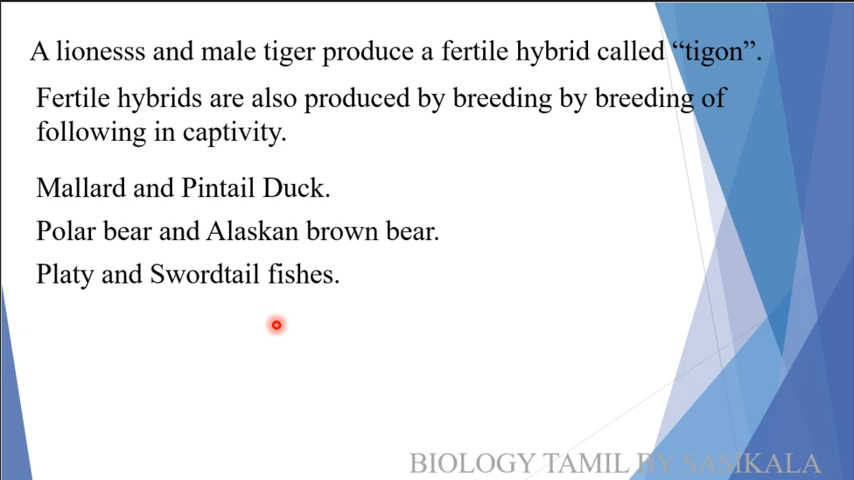 A lionesss and male tiger produce a fertile hybrid called “tigon”.
Fertile hybrids are also produced by breeding by breeding of
following in captivity.
Mallard and Pintail Duck.
Polar bear and Alaskan brown bear.
Platy and Swordtail fishes.
BIOLOGY TAMIL BY SASIKALA